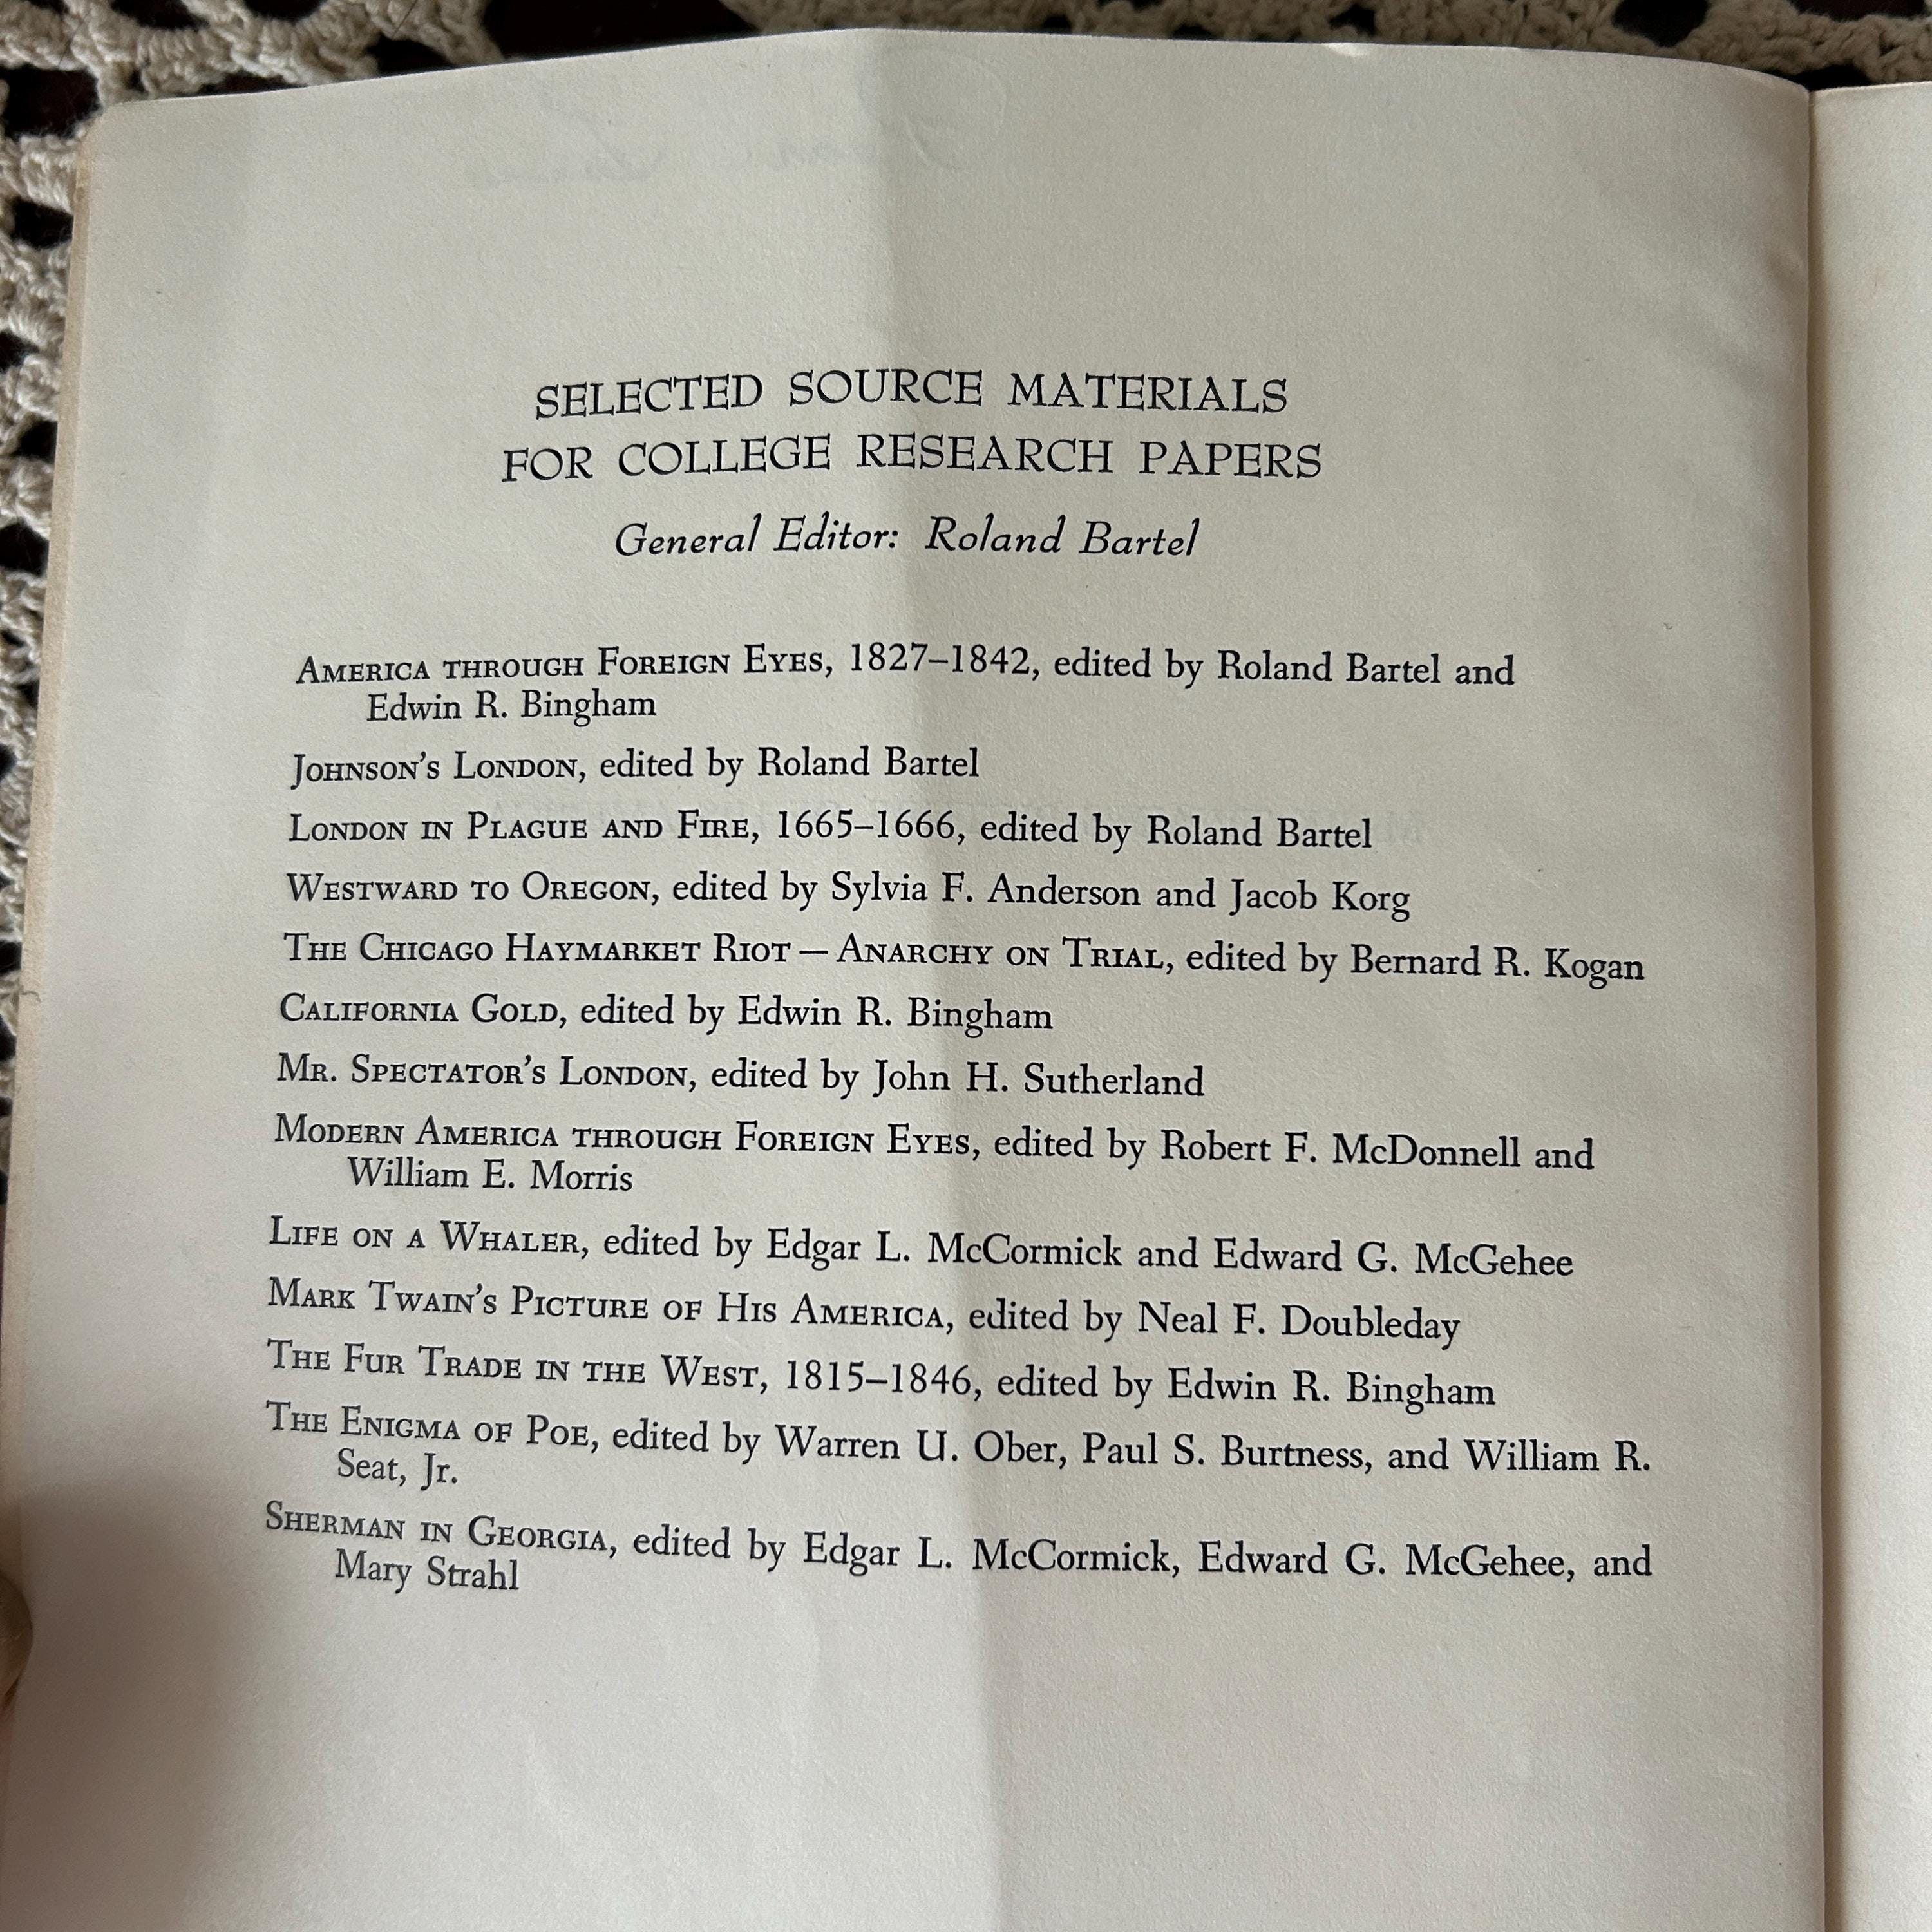 SELECTED SOURCE MATERIALS
FOR COLLEGE RESEARCH PAPERS
General Editor: Roland Bartel
AMERICA THROUGH FOREIGN EYES, 1827–1842, edited by Roland Bartel and
Edwin R. Bingham
JOHNSON'S LONDON, edited by Roland Bartel
LONDON IN PLAGUE AND FIRE, 1665–1666, edited by Roland Bartel
WESTWARD TO OREGON, edited by Sylvia F. Anderson and Jacob Korg
THE CHICAGO HAYMARKET RIOT — ANARCHY ON TRIAL, edited by Bernard R. Kogan
CALIFORNIA GOLD, edited by Edwin R. Bingham
MR. SPECTATOR'S LONDON, edited by John H. Sutherland
MODERN AMERICA THROUGH FOREIGN EYES, edited by Robert F. McDonnell and
William E. Morris
LIFE ON A WHALER, edited by Edgar L. McCormick and Edward G. McGehee
MARK TWAIN'S PICTURE OF HIS AMERICA, edited by Neal F. Doubleday
THE FUR TRADE IN THE WEST, 1815–1846, edited by Edwin R. Bingham
THE ENIGMA OF POE, edited by Warren U. Ober, Paul S. Burtness, and William R.
Seat, Jr.
SHERMAN IN GEORGIA, edited by Edgar L. McCormick, Edward G. McGehee, and
Mary Strahl